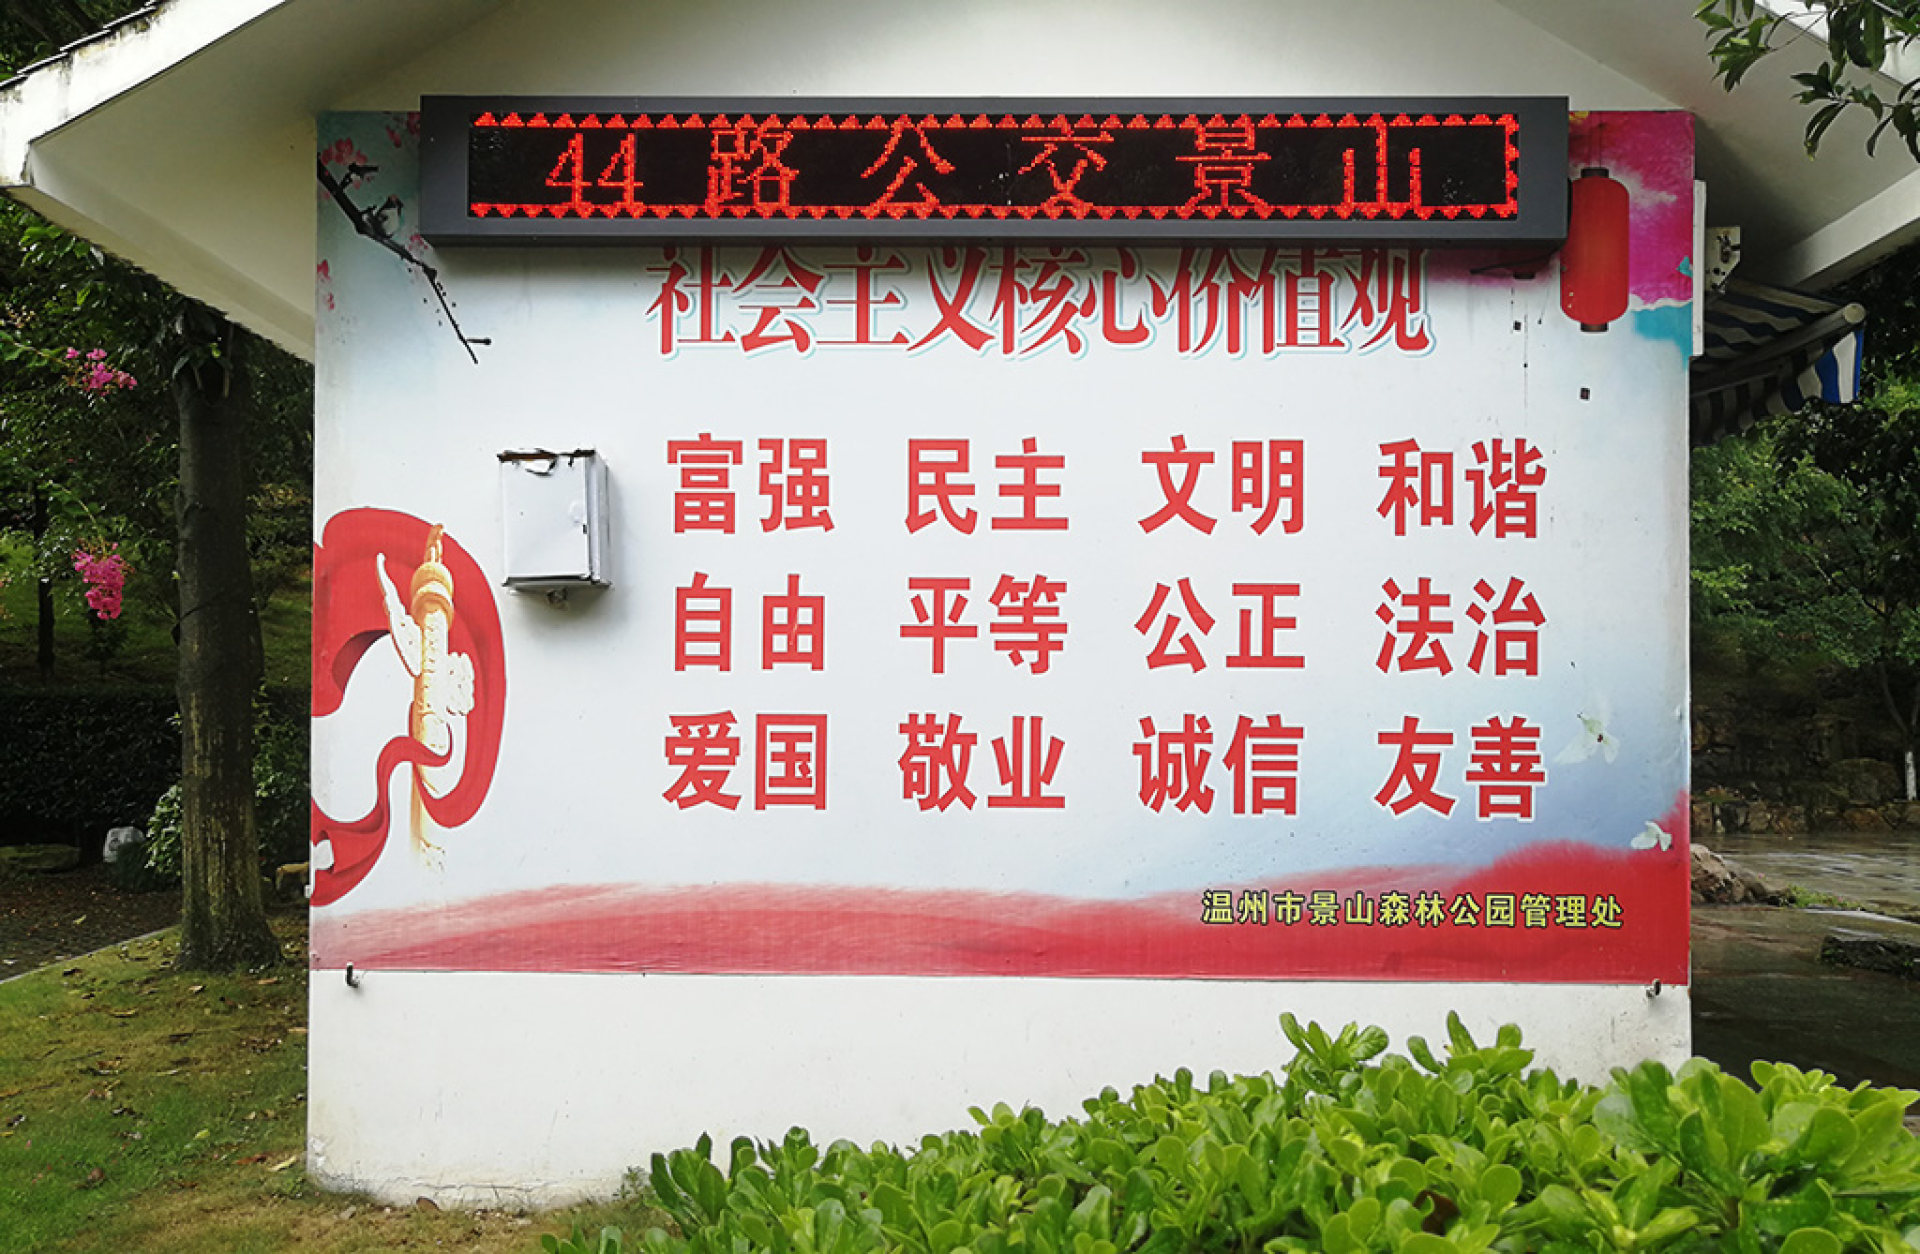 44路公交景山
社会主义核心价值观
富强 民主 文明 和谐
自由 平等 公正 法治
爱国 敬业 诚信 友善
温州市景山森林公园管理处